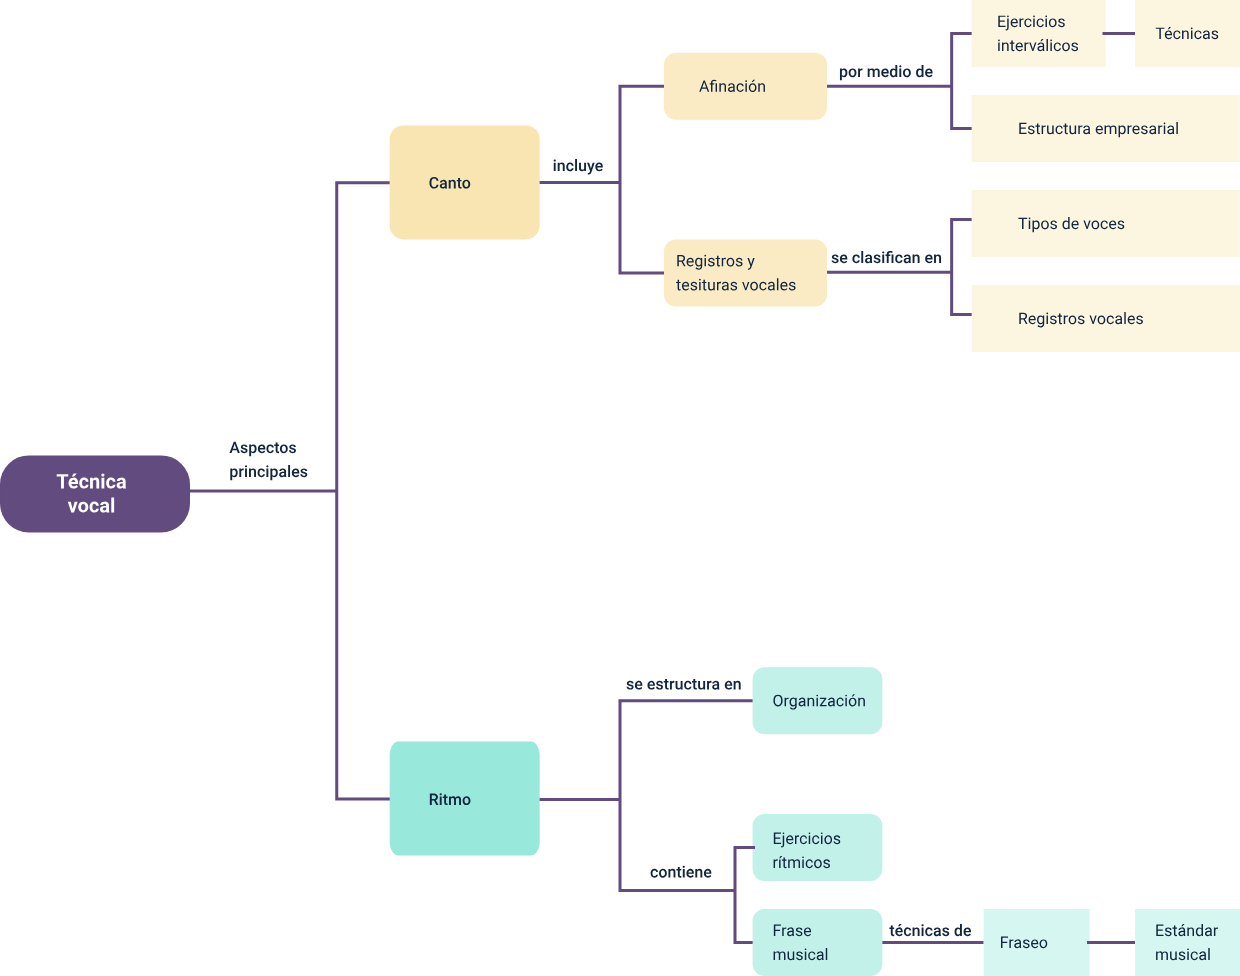 Técnica
vocal
Aspectos
principales
Canto
incluye
Afinación
por medio de
Ejercicios
interválicos
Técnicas
Estructura empresarial
Registros y
tesituras vocales
se clasifican en
Tipos de voces
Registros vocales
Ritmo
se estructura en
Organización
contiene
Ejercicios
rítmicos
Frase
musical
técnicas de
Fraseo
Estándar
musical